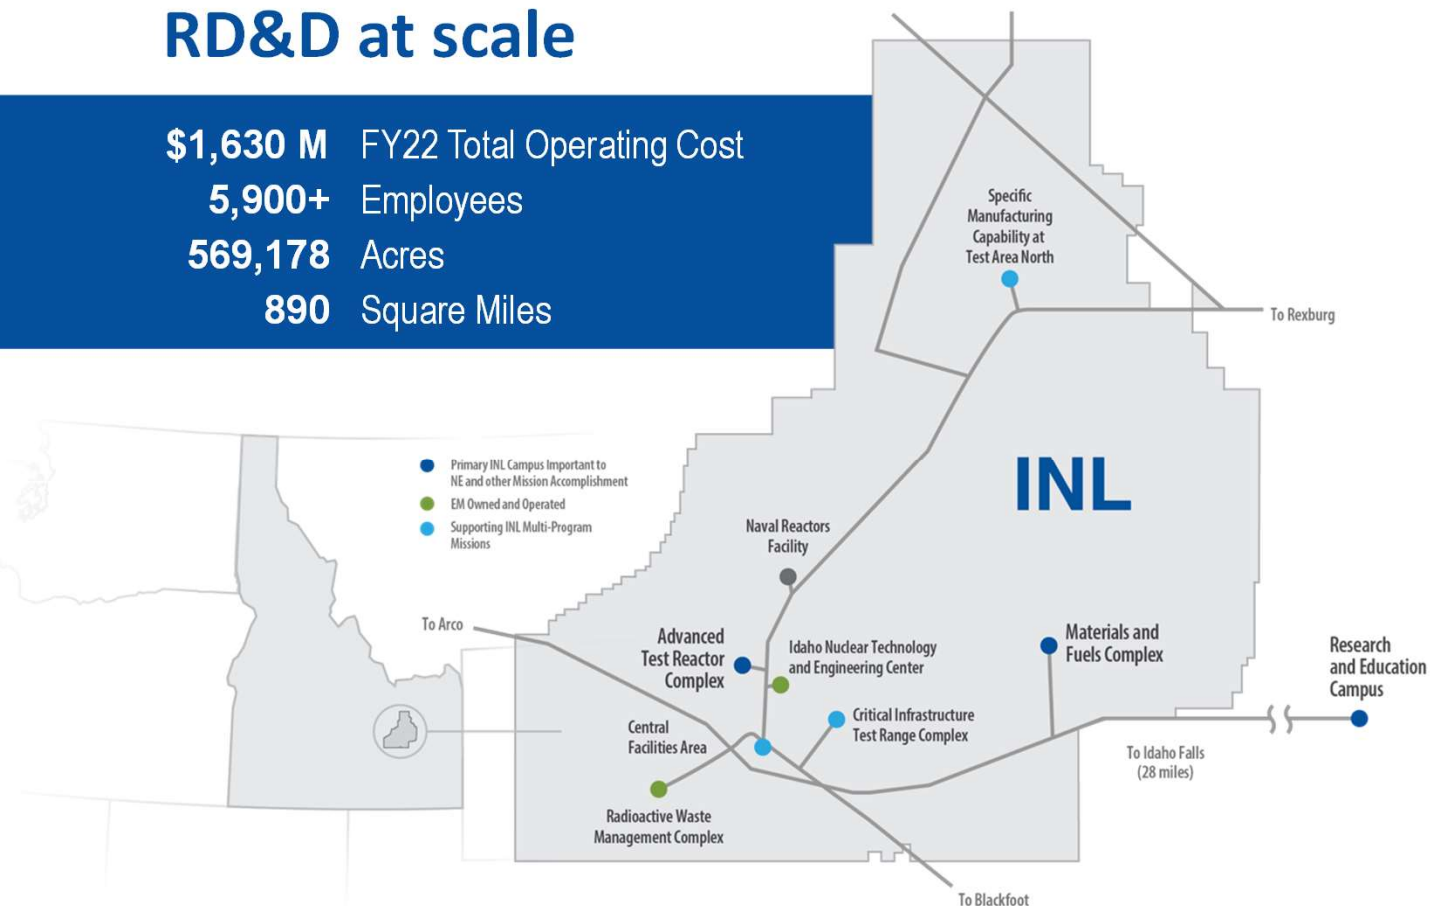 RD&D at scale
$1,630 M FY22 Total Operating Cost
5,900+ Employees
569,178 Acres
890 Square Miles
Specific
Manufacturing
Capability at
Test Area North
To Rexburg
INL
Primary INL Campus Important to
NE and other Mission Accomplishment
EM Owned and Operated
Supporting INL Multi-Program
Missions
Naval Reactors
Facility
To Arco
Advanced
Test Reactor
Complex
Idaho Nuclear Technology
and Engineering Center
Materials and
Fuels Complex
Research
and Education
Campus
Central
Facilities Area
Critical Infrastructure
Test Range Complex
To Idaho Falls
(28 miles)
Radioactive Waste
Management Complex
To Blackfoot